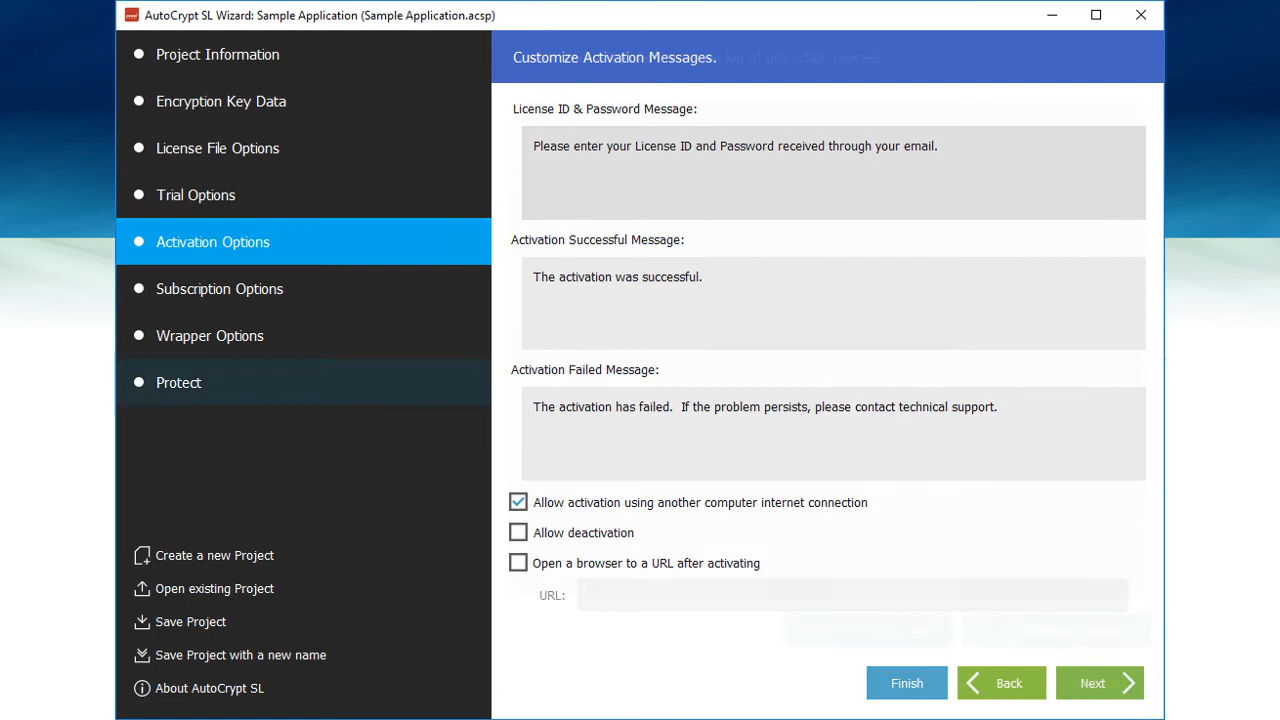 AutoCrypt SL Wizard: Sample Application (Sample Application.acsp)
Project Information
Encryption Key Data
License File Options
Trial Options
Activation Options
Subscription Options
Wrapper Options
Protect
Create a new Project
Open existing Project
Save Project
Save Project with a new name
About AutoCrypt SL
Customize Activation Messages.
License ID & Password Message:
Please enter your License ID and Password received through your email.
Activation Successful Message:
The activation was successful.
Activation Failed Message:
The activation has failed.  If the problem persists, please contact technical support.
Allow activation using another computer internet connection
Allow deactivation
Open a browser to a URL after activating
URL:
Finish
Back
Next